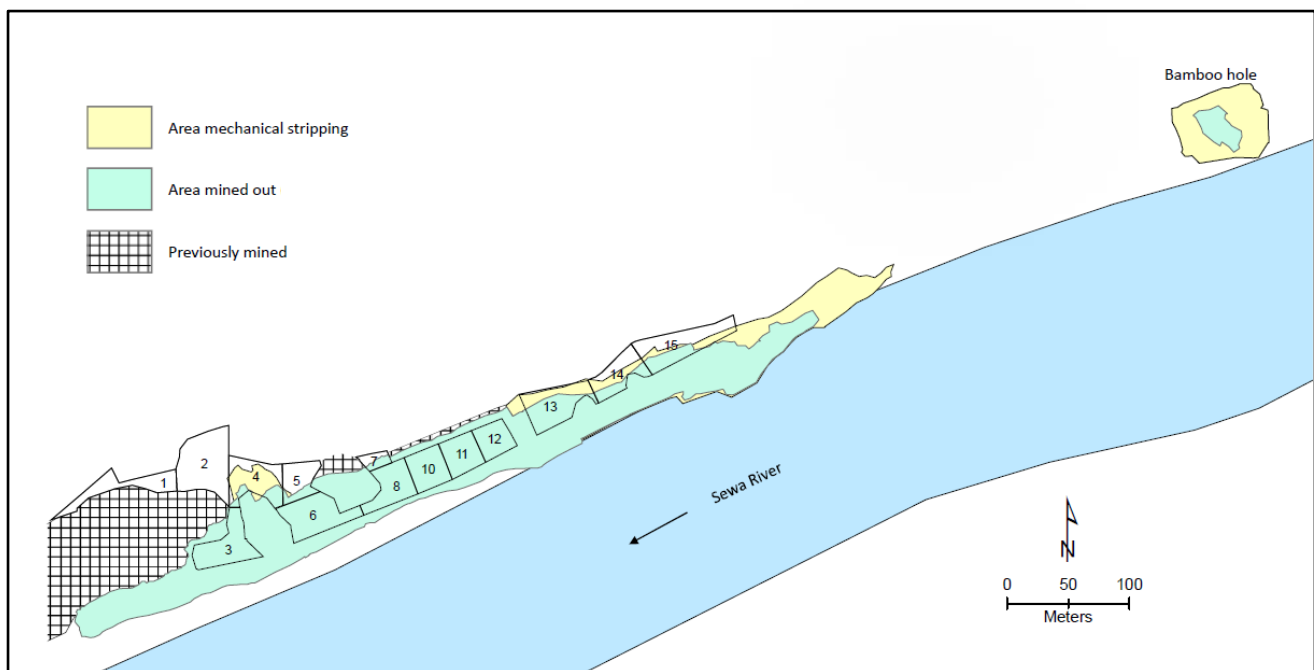 Bamboo hole
Area mechanical stripping
Area mined out
Previously mined
15
14
13
12
11
10
8
7
5
4
2
1
6
3
Sewa River
N
0 50 100
Meters